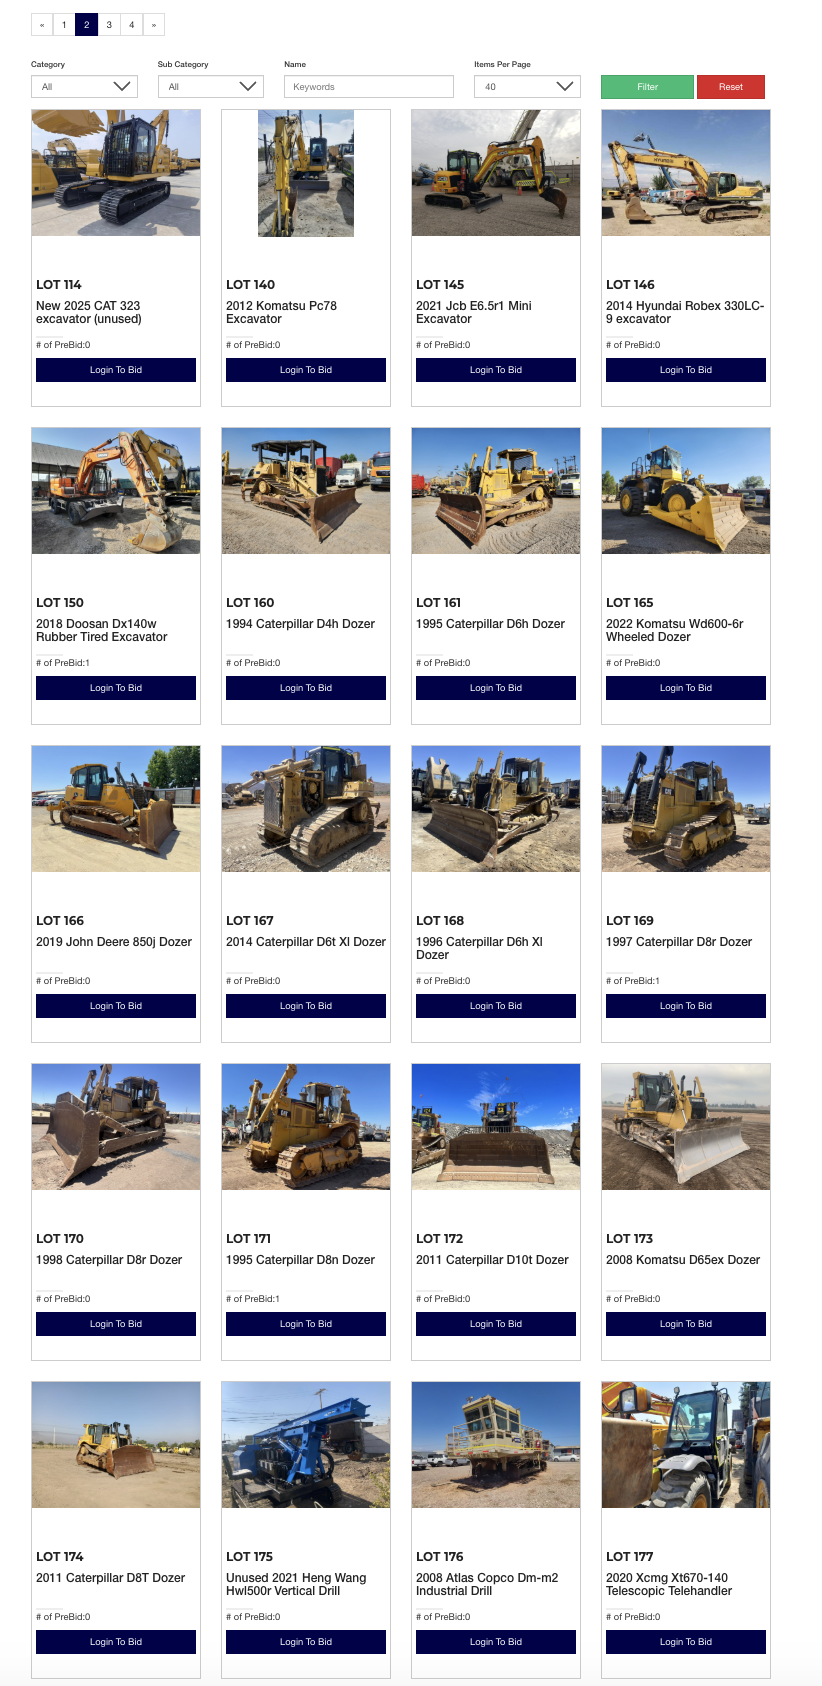 « 1 2 3 4 »
Category Sub Category Name Items Per Page
All All Keywords 40 Filter Reset
HYUNDAI
LOT 114
New 2025 CAT 323
excavator (unused)
# of PreBid:0
Login To Bid
LOT 140
2012 Komatsu Pc78
Excavator
# of PreBid:0
Login To Bid
LOT 145
2021 Jcb E6.5r1 Mini
Excavator
# of PreBid:0
Login To Bid
LOT 146
2014 Hyundai Robex 330LC-
9 excavator
# of PreBid:0
Login To Bid
LOT 150
2018 Doosan Dx140w
Rubber Tired Excavator
# of PreBid:1
Login To Bid
LOT 160
1994 Caterpillar D4h Dozer
# of PreBid:0
Login To Bid
LOT 161
1995 Caterpillar D6h Dozer
# of PreBid:0
Login To Bid
LOT 165
2022 Komatsu Wd600-6r
Wheeled Dozer
# of PreBid:0
Login To Bid
LOT 166
2019 John Deere 850j Dozer
# of PreBid:0
Login To Bid
LOT 167
2014 Caterpillar D6t Xl Dozer
# of PreBid:0
Login To Bid
LOT 168
1996 Caterpillar D6h Xl
Dozer
# of PreBid:0
Login To Bid
CAT
LOT 169
1997 Caterpillar D8r Dozer
# of PreBid:1
Login To Bid
LOT 170
1998 Caterpillar D8r Dozer
# of PreBid:0
Login To Bid
CAT
LOT 171
1995 Caterpillar D8n Dozer
# of PreBid:1
Login To Bid
LOT 172
2011 Caterpillar D10t Dozer
# of PreBid:0
Login To Bid
LOT 173
2008 Komatsu D65ex Dozer
# of PreBid:0
Login To Bid
LOT 174
2011 Caterpillar D8T Dozer
# of PreBid:0
Login To Bid
LOT 175
Unused 2021 Heng Wang
Hwl500r Vertical Drill
# of PreBid:0
Login To Bid
LOT 176
2008 Atlas Copco Dm-m2
Industrial Drill
# of PreBid:0
Login To Bid
LOT 177
2020 Xcmg Xt670-140
Telescopic Telehandler
# of PreBid:0
Login To Bid